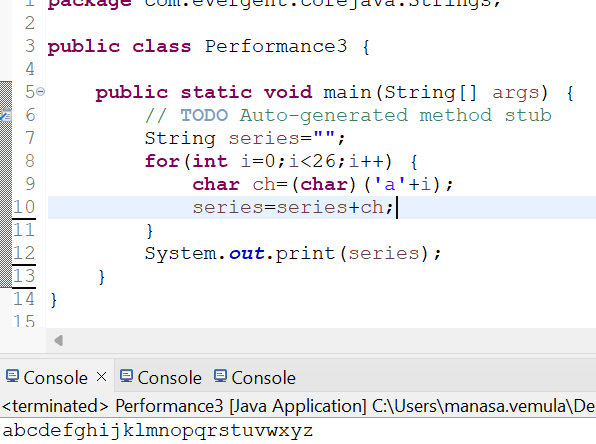 1 package com.evergent.corejava.Strings;
2
3 public class Performance3 {
4
5 public static void main(String[] args) {
6 // TODO Auto-generated method stub
7 String series="";
8 for(int i=0;i<26;i++) {
9 char ch=(char)('a'+i);
10 series=series+ch;
11 }
12 System.out.print(series);
13 }
14 }
15
Console × Console Console
<terminated> Performance3 [Java Application] C:\Users\manasa.vemula\De
abcdefghijklmnopqrstuvwxyz